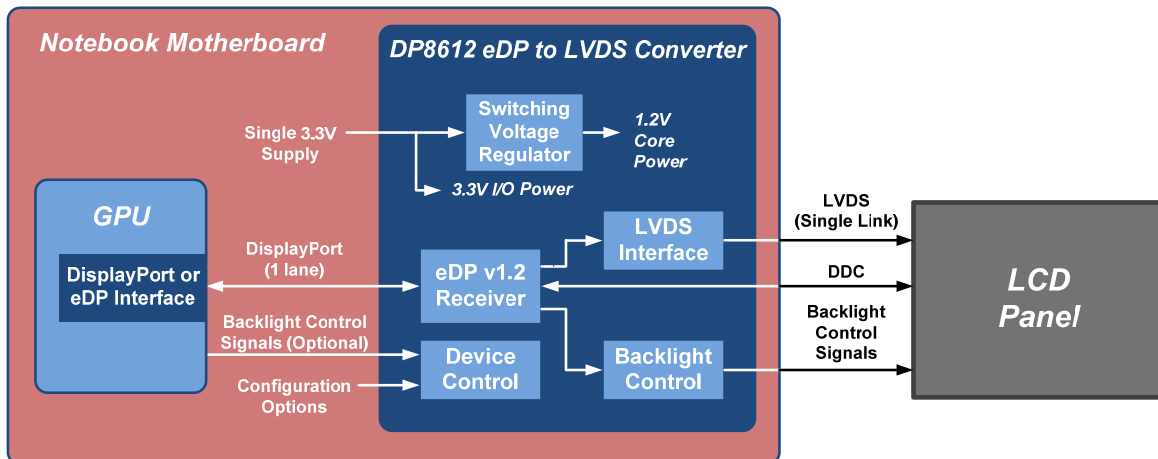 Notebook Motherboard
DP8612 eDP to LVDS Converter
Single 3.3V
Supply
Switching
Voltage
Regulator
1.2V
Core
Power
3.3V I/O Power
GPU
DisplayPort or
eDP Interface
DisplayPort
(1 lane)
eDP v1.2
Receiver
LVDS
Interface
Backlight Control
Signals (Optional)
Device
Control
Configuration
Options
Backlight
Control
LVDS
(Single Link)
DDC
Backlight
Control
Signals
LCD
Panel